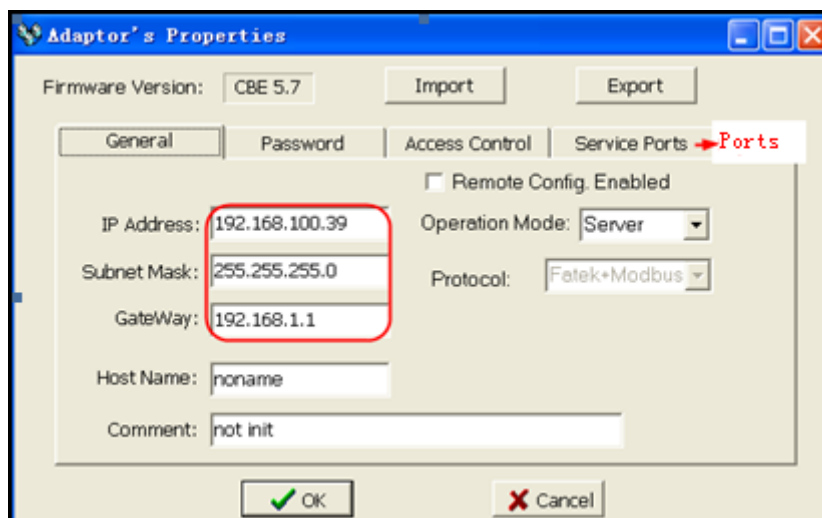 Adaptor's Properties
Firmware Version: CBE 5.7 Import Export
General Password Access Control Service Ports Ports
Remote Config. Enabled
IP Address: 192.168.100.39 Operation Mode: Server
Subnet Mask: 255.255.255.0 Protocol: Fatek+Modbus
GateWay: 192.168.1.1
Host Name: noname
Comment: not init
OK Cancel